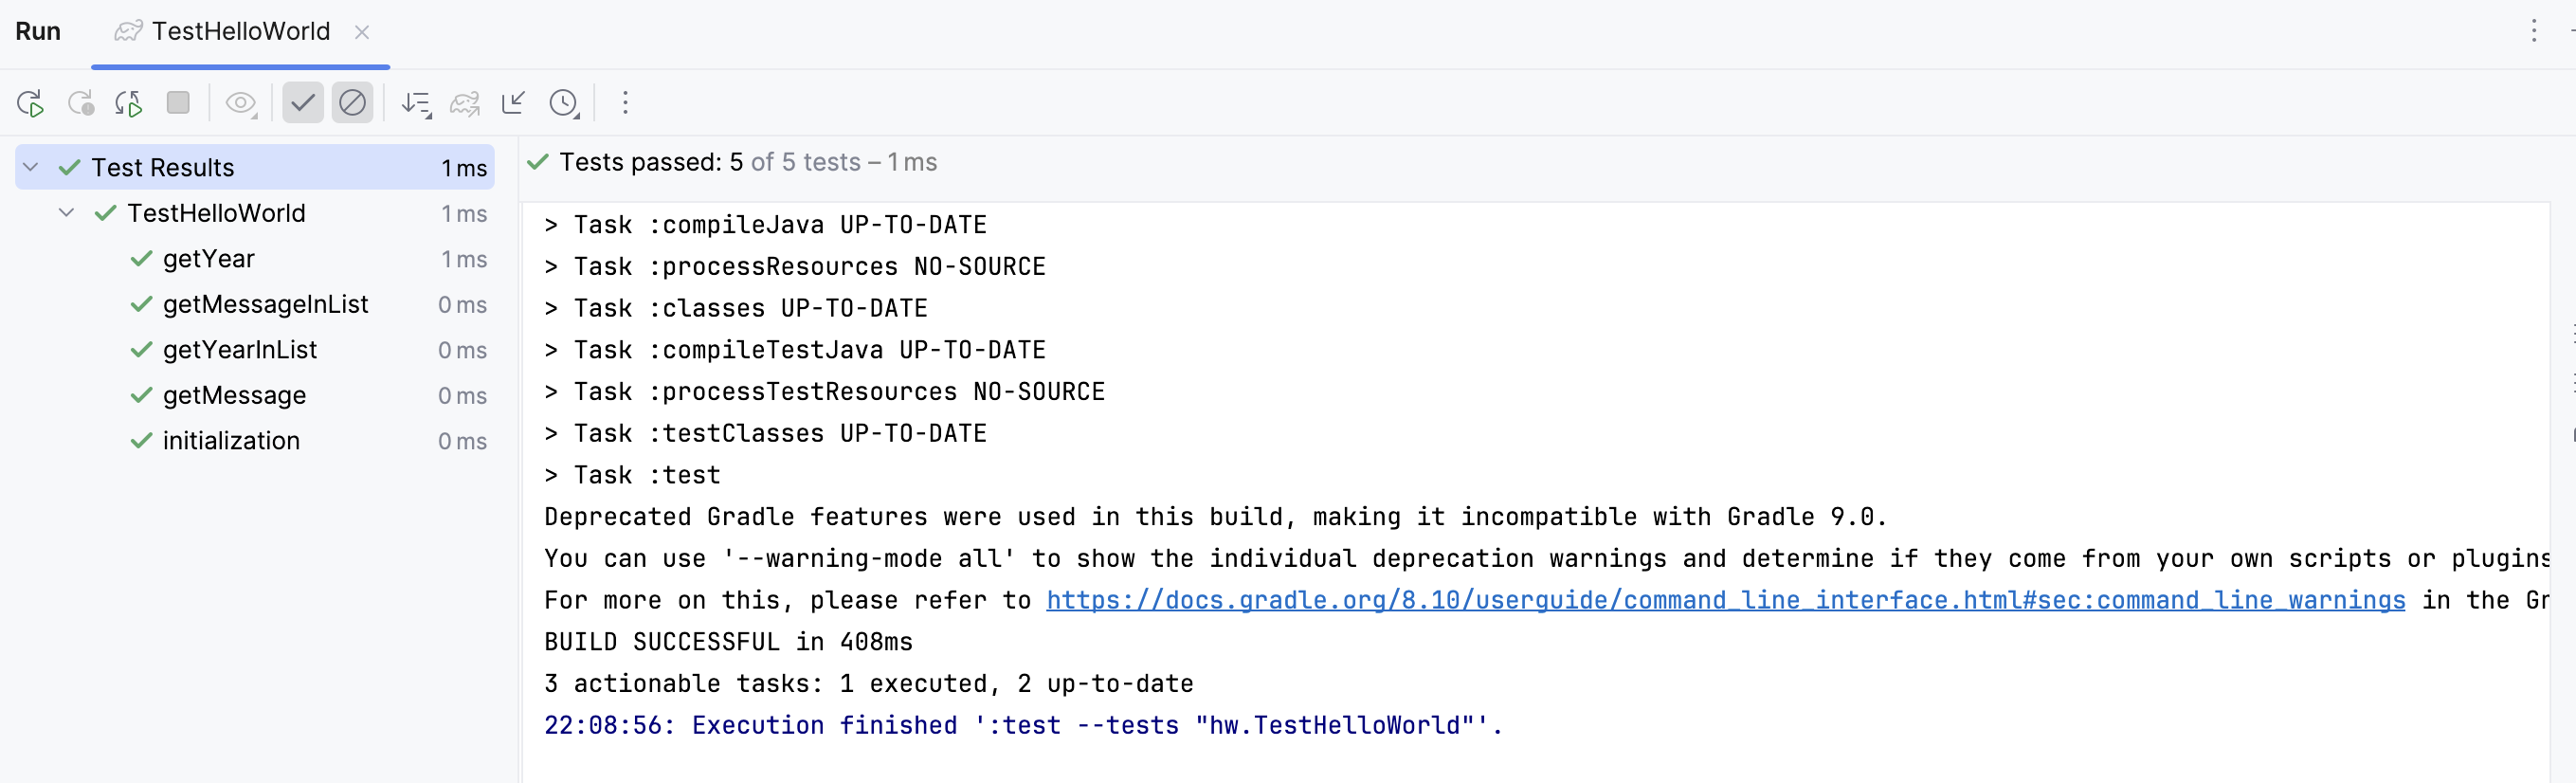 Run TestHelloWorld
Test Results 1 ms
TestHelloWorld 1 ms
getYear 1 ms
getMessageInList 0 ms
getYearInList 0 ms
getMessage 0 ms
initialization 0 ms
Tests passed: 5 of 5 tests – 1 ms
> Task :compileJava UP-TO-DATE
> Task :processResources NO-SOURCE
> Task :classes UP-TO-DATE
> Task :compileTestJava UP-TO-DATE
> Task :processTestResources NO-SOURCE
> Task :testClasses UP-TO-DATE
> Task :test
Deprecated Gradle features were used in this build, making it incompatible with Gradle 9.0.
You can use '--warning-mode all' to show the individual deprecation warnings and determine if they come from your own scripts or plugins
For more on this, please refer to https://docs.gradle.org/8.10/userguide/command_line_interface.html#sec:command_line_warnings in the Gr
BUILD SUCCESSFUL in 408ms
3 actionable tasks: 1 executed, 2 up-to-date
22:08:56: Execution finished ':test --tests "hw.TestHelloWorld"'.